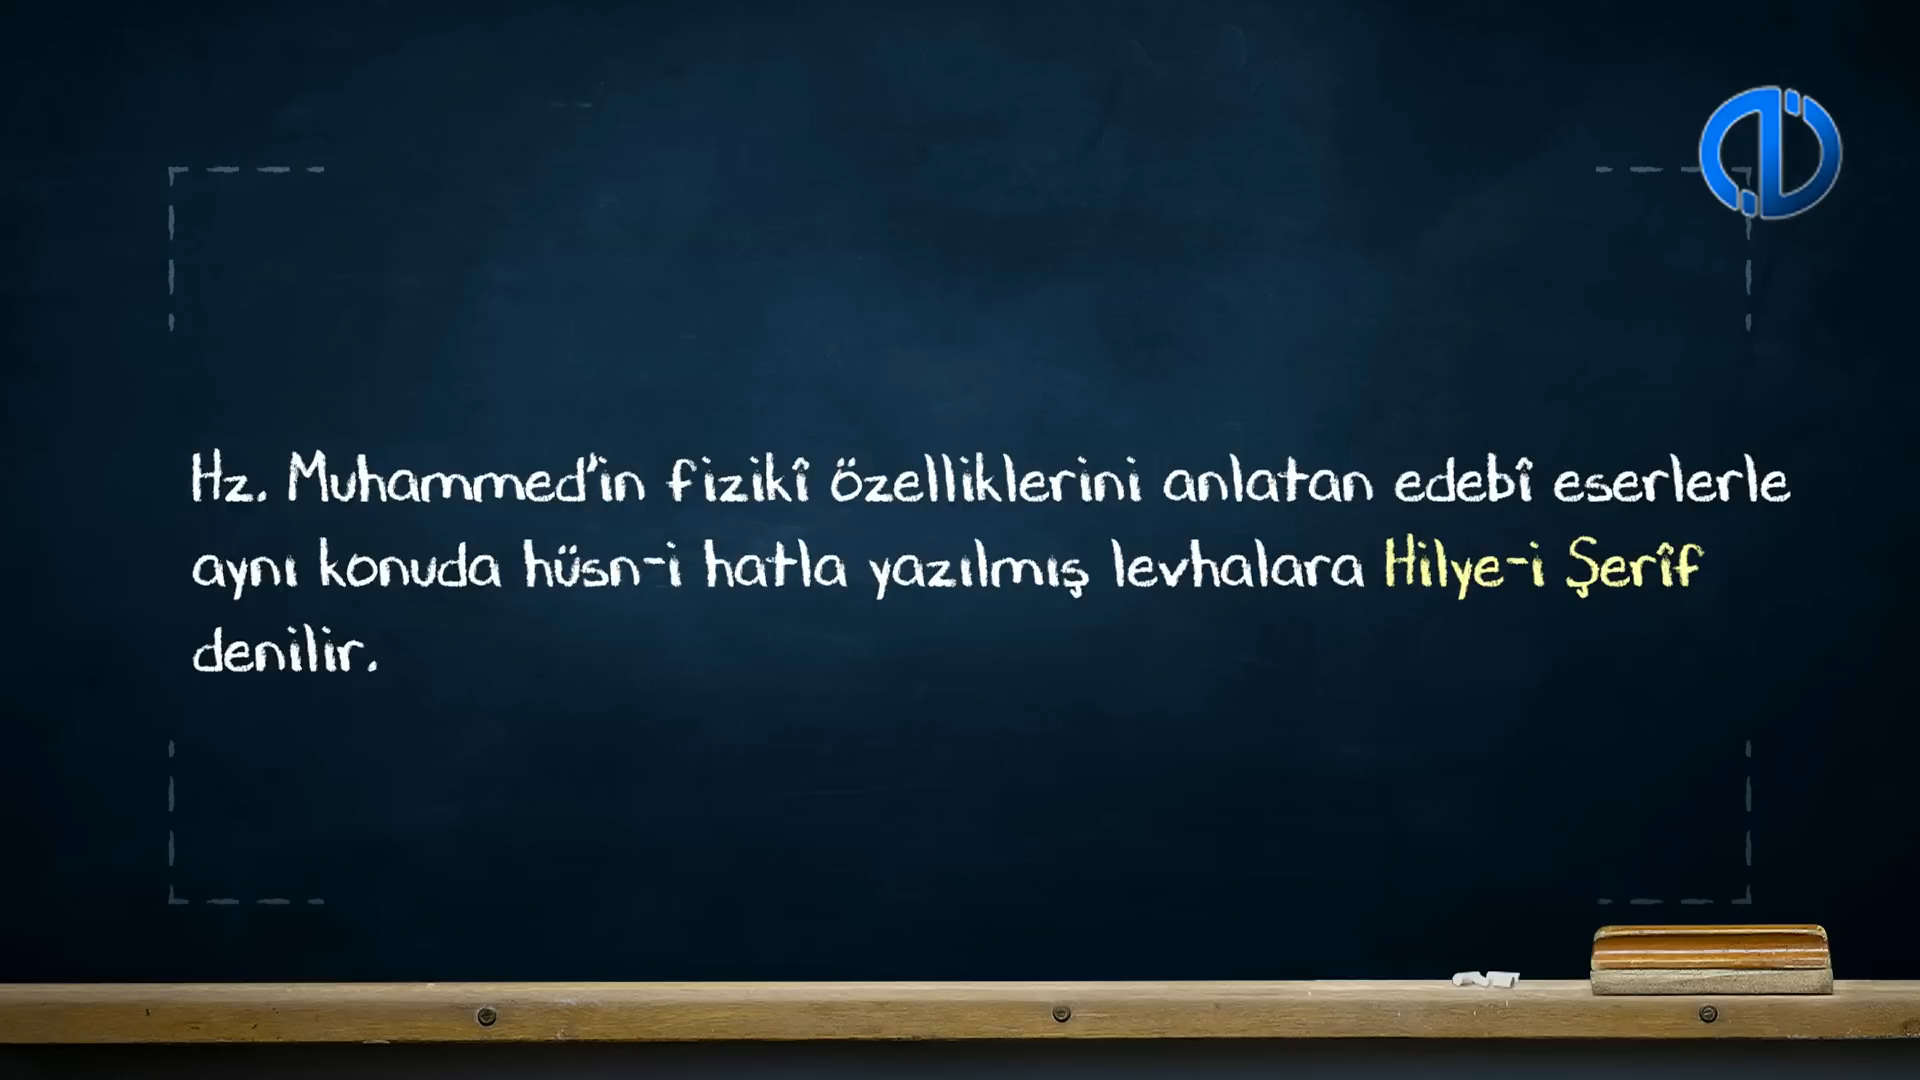 Hz. Muhammed'in fizikî özelliklerini anlatan edebî eserlerle
aynı konuda hüsn-i hatla yazılmış levhalara Hilye-i Şerîf
denilir.